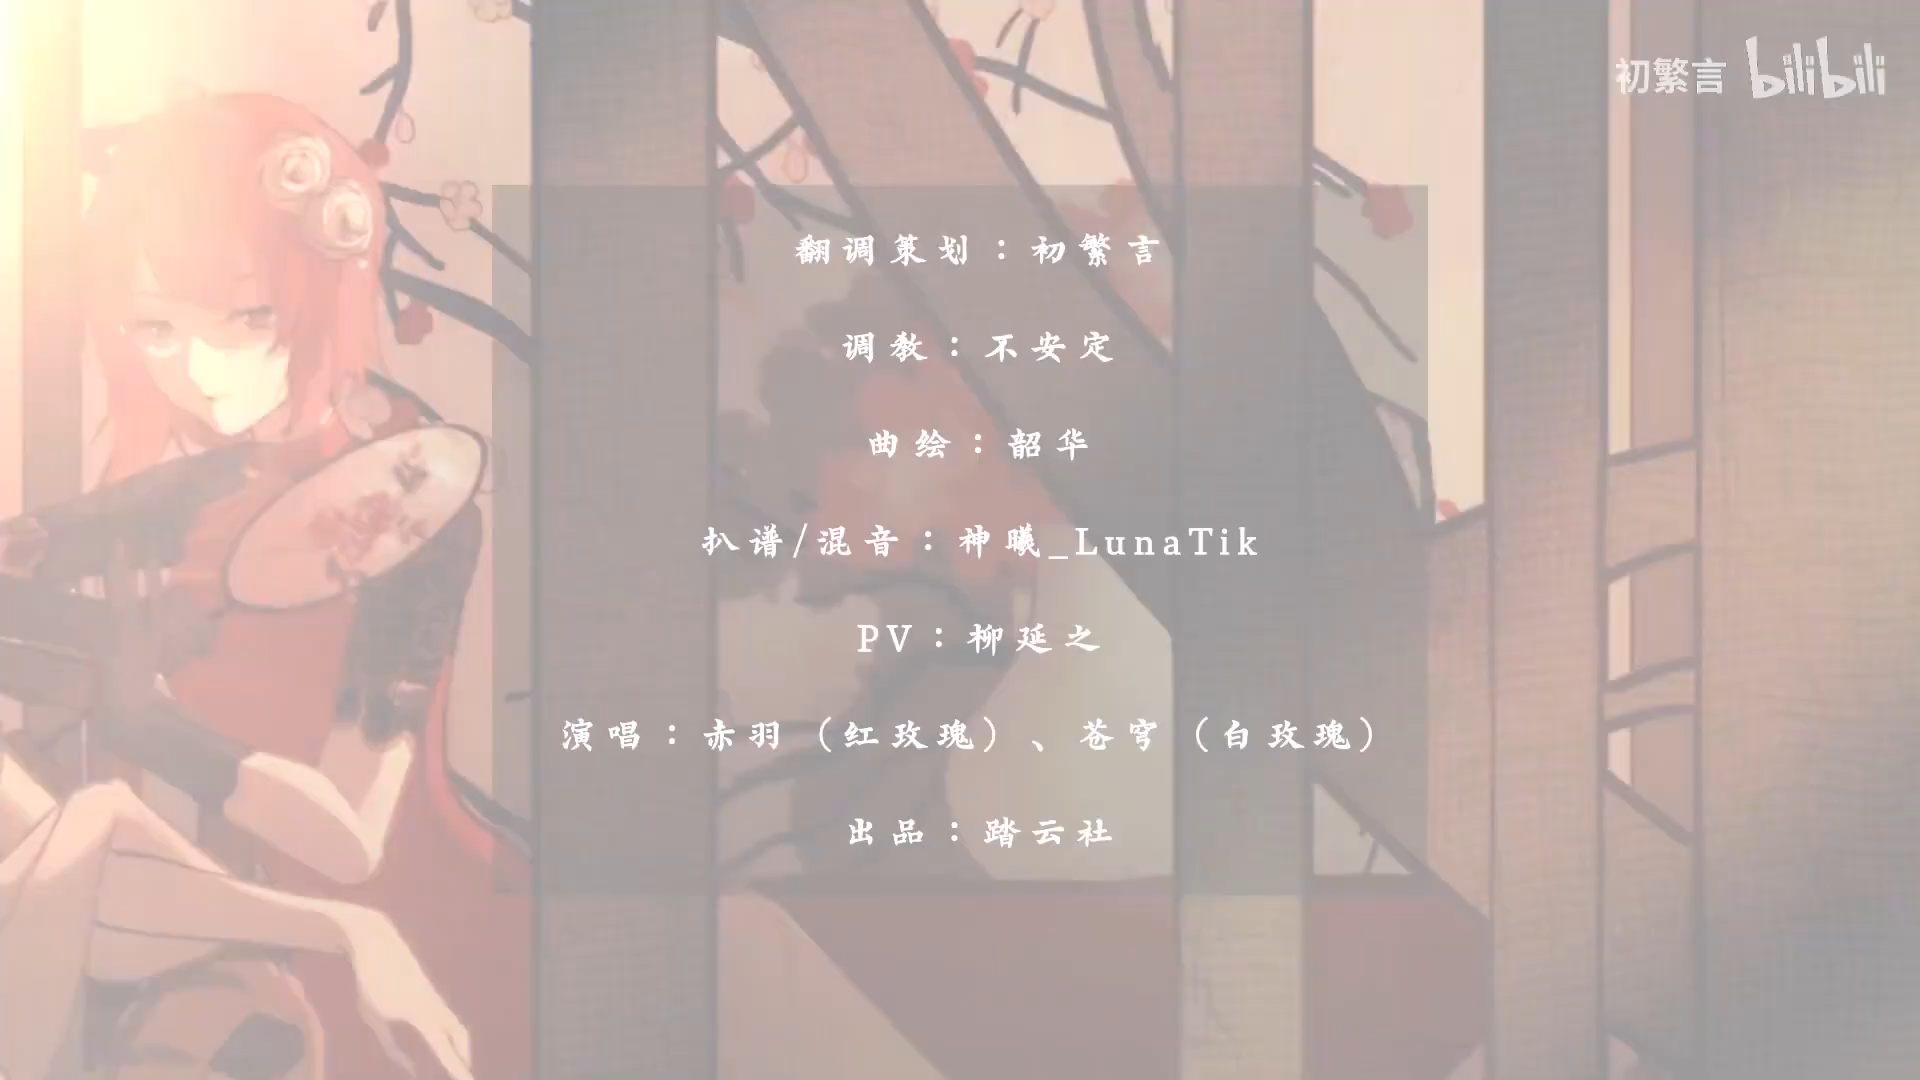 初繁言 bilibili
翻调策划：初繁言
调教：不安定
曲绘：韶华
扒谱/混音：神曦_LunaTik
PV：柳延之
演唱：赤羽（红玫瑰）、苍穹（白玫瑰）
出品：踏云社